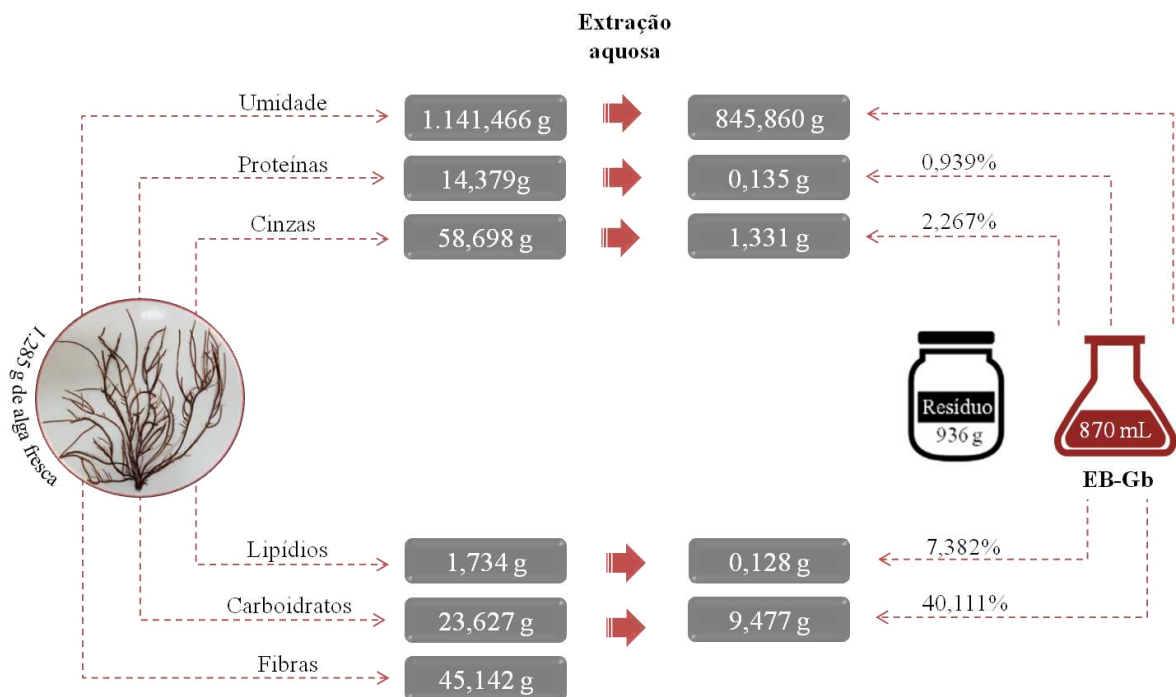 Extração
aquosa
Umidade
1.141,466 g
845,860 g
Proteínas
14,379g
0,135 g
0,939%
Cinzas
58,698 g
1,331 g
2,267%
1.285 g de alga fresca
Resíduo
936 g
870 mL
EB-Gb
Lipídios
1,734 g
0,128 g
7,382%
Carboidratos
23,627 g
9,477 g
40,111%
Fibras
45,142 g